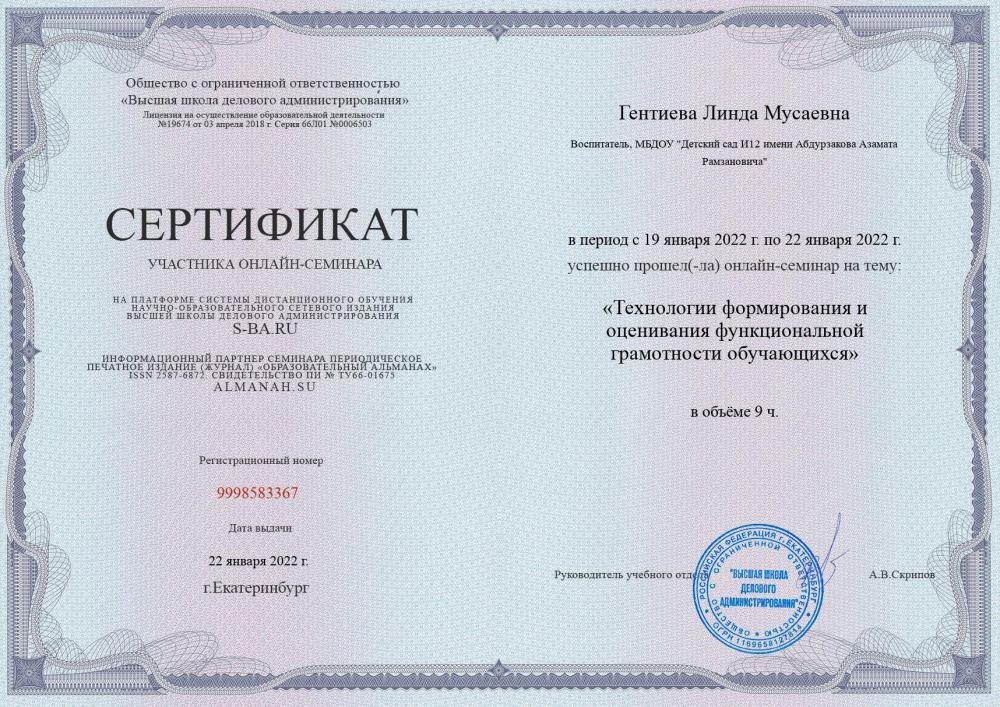 Общество с ограниченной ответственностью
«Высшая школа делового администрирования»
Лицензия на осуществление образовательной деятельности
№19674 от 03 апреля 2018 г. Серия 66Л01 №0006503
СЕРТИФИКАТ
УЧАСТНИКА ОНЛАЙН-СЕМИНАРА
НА ПЛАТФОРМЕ СИСТЕМЫ ДИСТАНЦИОННОГО ОБУЧЕНИЯ
НАУЧНО-ОБРАЗОВАТЕЛЬНОГО СЕТЕВОГО ИЗДАНИЯ
ВЫСШЕЙ ШКОЛЫ ДЕЛОВОГО АДМИНИСТРИРОВАНИЯ
S-BA.RU
ИНФОРМАЦИОННЫЙ ПАРТНЕР СЕМИНАРА ПЕРИОДИЧЕСКОЕ
ПЕЧАТНОЕ ИЗДАНИЕ (ЖУРНАЛ) «ОБРАЗОВАТЕЛЬНЫЙ АЛЬМАНАХ»
ISSN 2587-6872. СВИДЕТЕЛЬСТВО ПИ № ТУ66-01675
ALMANAH.SU
Регистрационный номер
9998583367
Дата выдачи
22 января 2022 г.
г.Екатеринбург
Гентиева Линда Мусаевна
Воспитатель, МБДОУ "Детский сад И12 имени Абдурзакова Азамата
Рамзановича"
в период с 19 января 2022 г. по 22 января 2022 г.
успешно прошел(-ла) онлайн-семинар на тему:
«Технологии формирования и
оценивания функциональной
грамотности обучающихся»
в объёме 9 ч.
Руководитель учебного отде
А.В.Скрипов
РОССИЙСКАЯ ФЕДЕРАЦИЯ г. ЕКАТЕРИНБУРГ
ОГРН 1169658127814
ОБЩЕСТВО С ОГРАНИЧЕННОЙ ОТВЕТСТВЕННОСТЬЮ
"ВЫСШАЯ ШКОЛА
ДЕЛОВОГО
АДМИНИСТРИРОВАНИЯ"